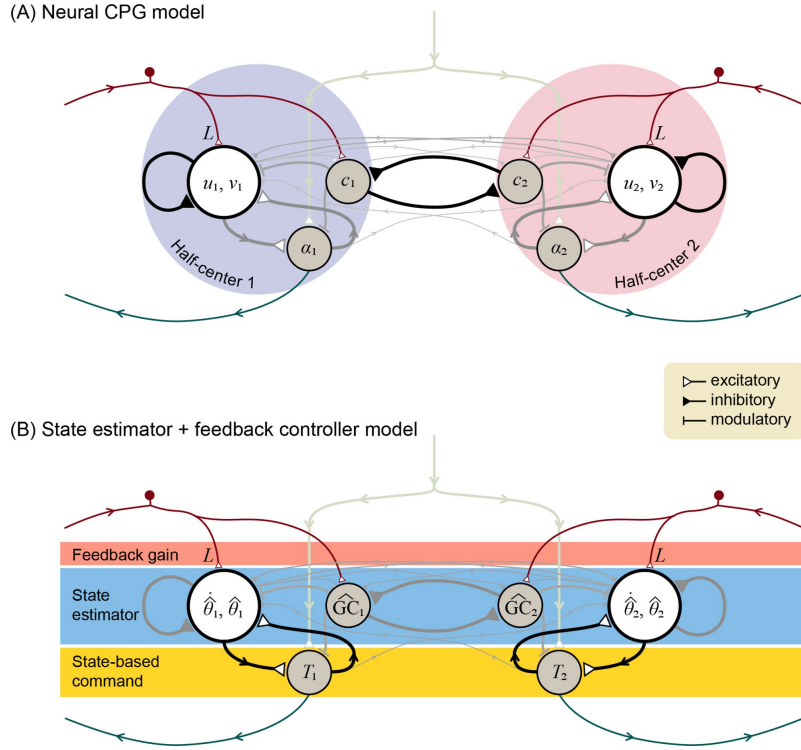 (A) Neural CPG model
L
L
u₁, v₁
c₁
c₂
u₂, v₂
α₁
α₂
Half-center 1
Half-center 2
excitatory
inhibitory
modulatory
(B) State estimator + feedback controller model
Feedback gain
L
L
State
estimator
θ̂̇₁, θ̂₁
G͡C₁
G͡C₂
θ̂̇₂, θ̂₂
State-based
command
T₁
T₂